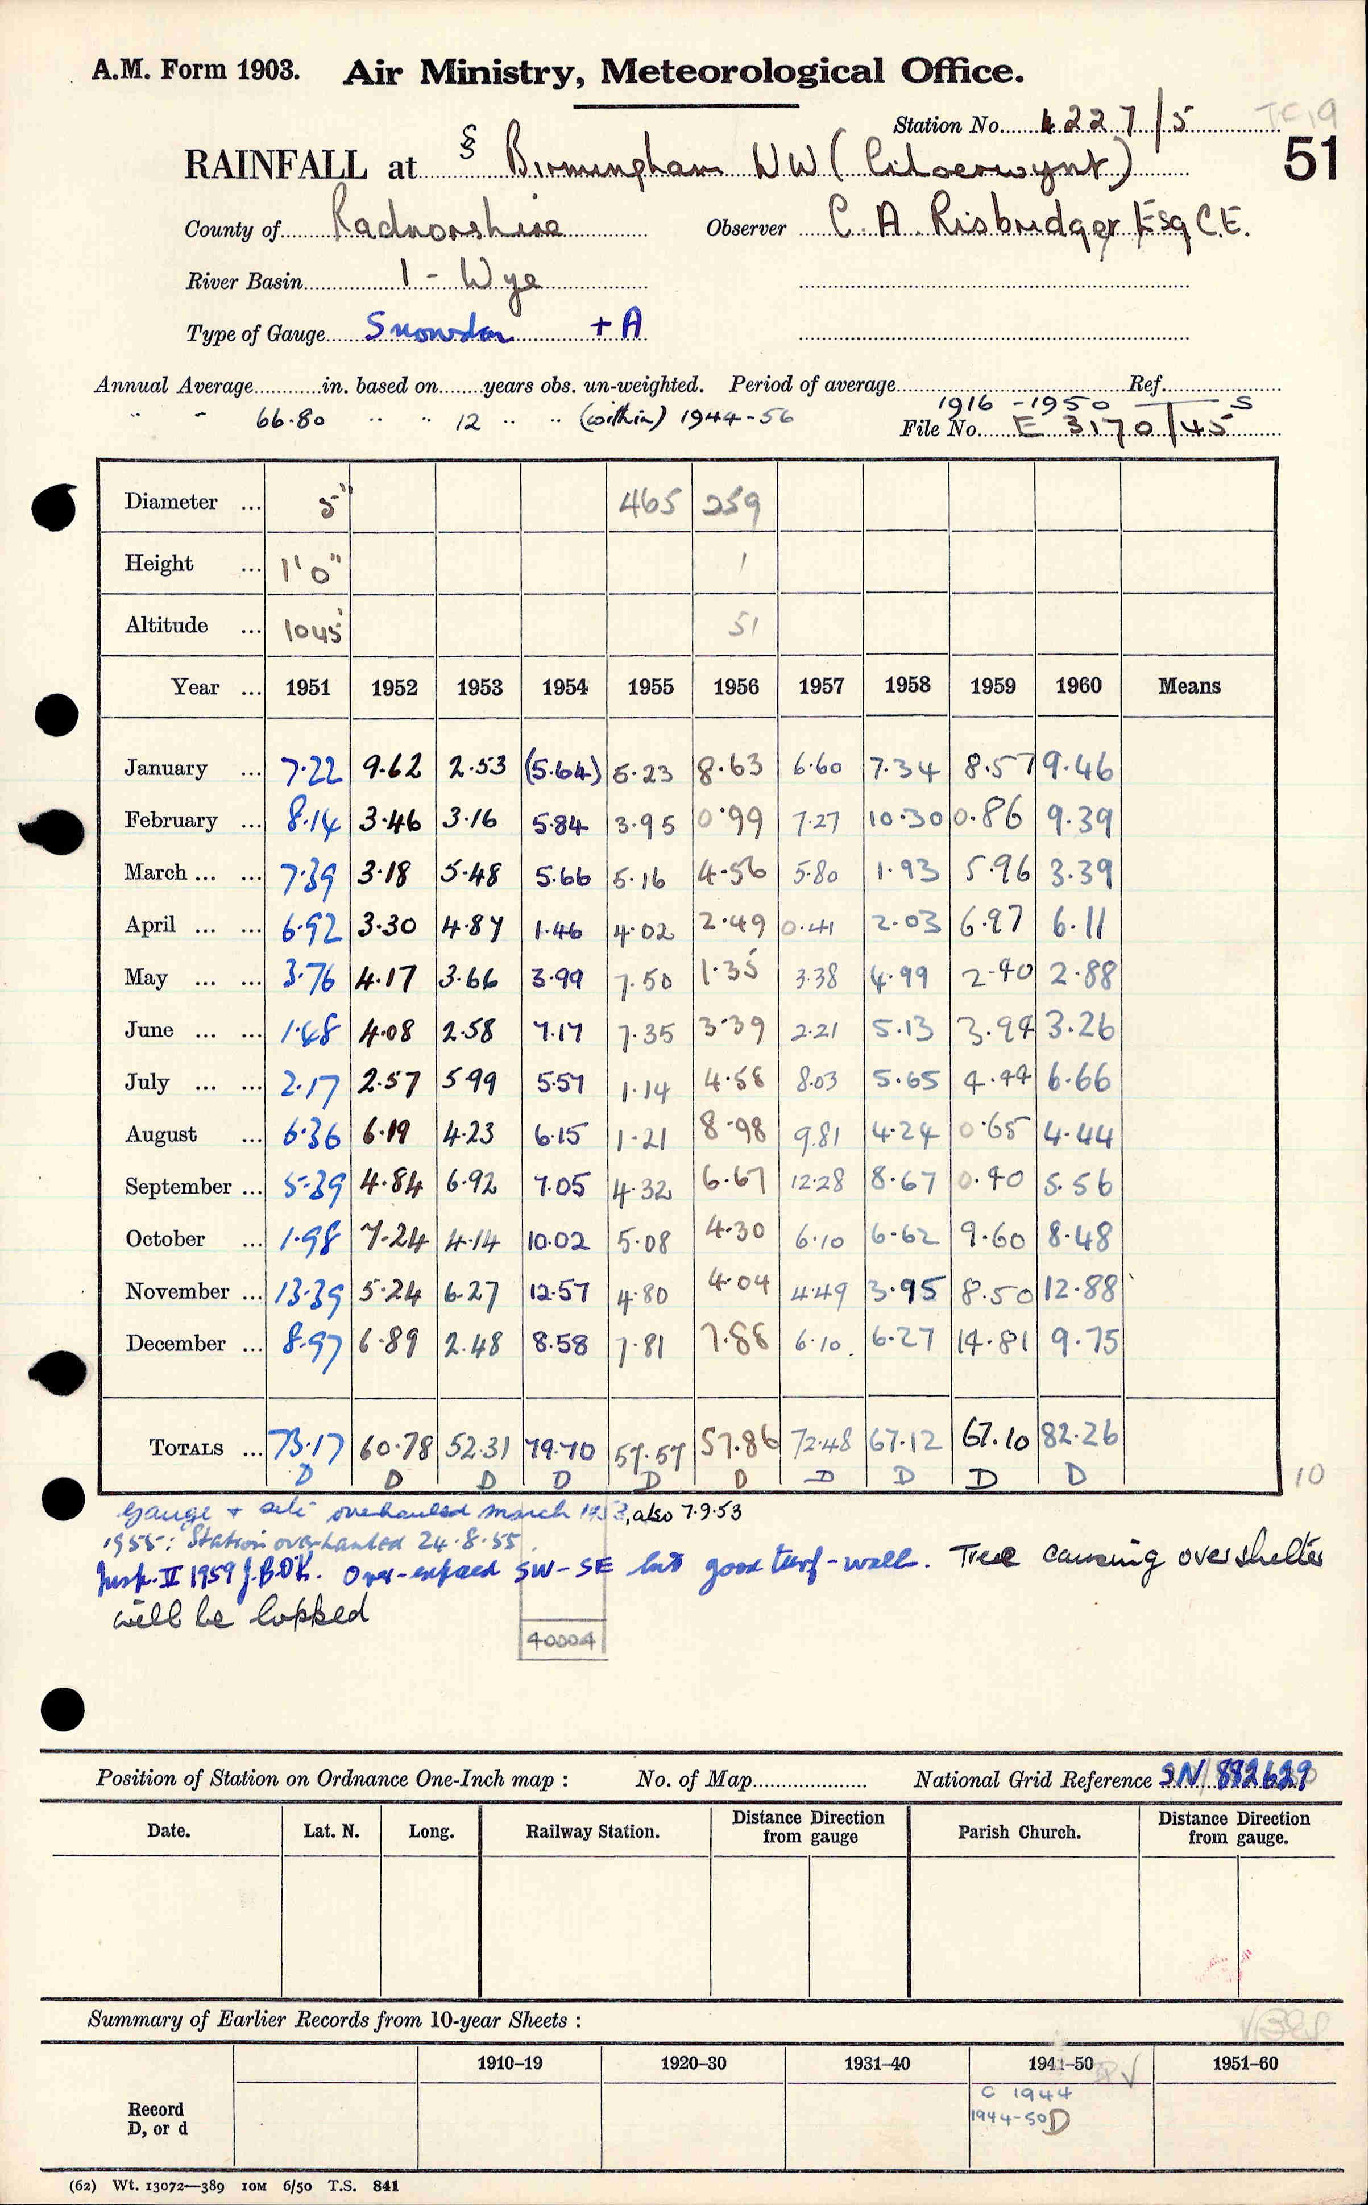 A.M. Form 1903. Air Ministry, Meteorological Office.
Station No. 4227/5 TC19
RAINFALL at § Birmingham WW (Ciloerwynt) 51
County of Radnorshire Observer C. A. Risbridger Esq C.E.
River Basin 1 - Wye
Type of Gauge Snowdon + A
Annual Average in. based on years obs. un-weighted. Period of average 1916 - 1950 Ref. S
" " 66.80 " " 12 " " (within) 1944-56 File No. E 3170/45
Diameter ... 5" 465 259
Height ... 1'0" 1
Altitude ... 1045' 51
Year ... 1951 1952 1953 1954 1955 1956 1957 1958 1959 1960 Means
January ... 7.22 9.62 2.53 (5.64) 5.23 8.63 6.60 7.34 8.57 9.46
February ... 8.14 3.46 3.16 5.84 3.95 0.99 7.27 10.30 0.86 9.39
March ... ... 7.39 3.18 5.48 5.66 5.16 4.56 5.80 1.93 5.96 3.39
April ... ... 6.92 3.30 4.87 1.46 4.02 2.49 0.41 2.03 6.97 6.11
May ... ... 3.76 4.17 3.66 3.99 7.50 1.35 3.38 4.99 2.40 2.88
June ... ... 1.48 4.08 2.58 7.17 7.35 3.39 2.21 5.13 3.94 3.26
July ... ... 2.17 2.57 5.99 5.57 1.14 4.58 8.03 5.65 4.44 6.66
August ... 6.36 6.19 4.23 6.15 1.21 8.98 9.81 4.24 0.65 4.44
September ... 5.39 4.84 6.92 7.05 4.32 6.67 12.28 8.67 0.40 5.56
October ... 1.98 7.24 4.14 10.02 5.08 4.30 6.10 6.62 9.60 8.48
November ... 13.39 5.24 6.27 12.57 4.80 4.04 4.49 3.95 8.50 12.88
December ... 8.97 6.89 2.48 8.58 7.81 7.88 6.10. 6.27 14.81 9.75
TOTALS ... 73.17 60.78 52.31 79.70 57.57 57.86 72.48 67.12 67.10 82.26
D D D D D D D D D D 10
Gauge + site overhauled March 1953, also 7.9.53
1955: Station overhauled 24.8.55.
Insp. II 1959 J.B.DK. Over-exposed SW-SE but good turf-wall. Tree causing overshelter
will be lopped
40004
Position of Station on Ordnance One-Inch map : No. of Map National Grid Reference SN 882629
Date. Lat. N. Long. Railway Station. Distance from gauge Direction Parish Church. Distance from gauge. Direction
Summary of Earlier Records from 10-year Sheets :
1910–19 1920–30 1931–40 1941–50 1951–60
Record C 1944
D, or d 1944-50 D
(62) Wt. 13072—389 10M 6/50 T.S. 841